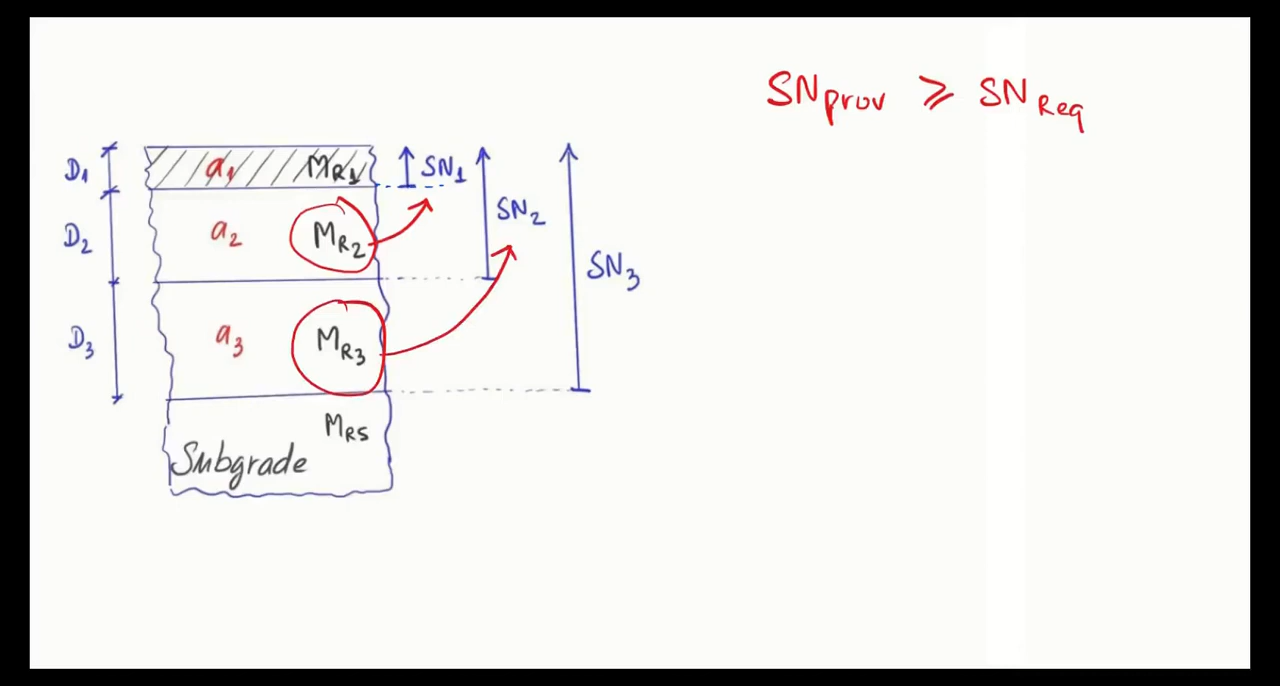 SNprov ≥ SNReq
D1 a1 MR1 SN1
D2 a2 MR2 SN2
SN3
D3 a3 MR3
MRS
Subgrade